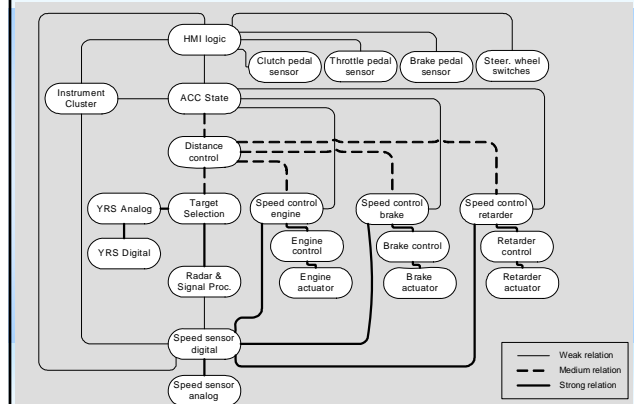 HMI logic
Clutch pedal
sensor
Throttle pedal
sensor
Brake pedal
sensor
Steer. wheel
switches
Instrument
Cluster
ACC State
Distance
control
YRS Analog
Target
Selection
Speed control
engine
Speed control
brake
Speed control
retarder
YRS Digital
Engine
control
Brake control
Retarder
control
Radar &
Signal Proc.
Engine
actuator
Brake
actuator
Retarder
actuator
Speed sensor
digital
Speed sensor
analog
Weak relation
Medium relation
Strong relation